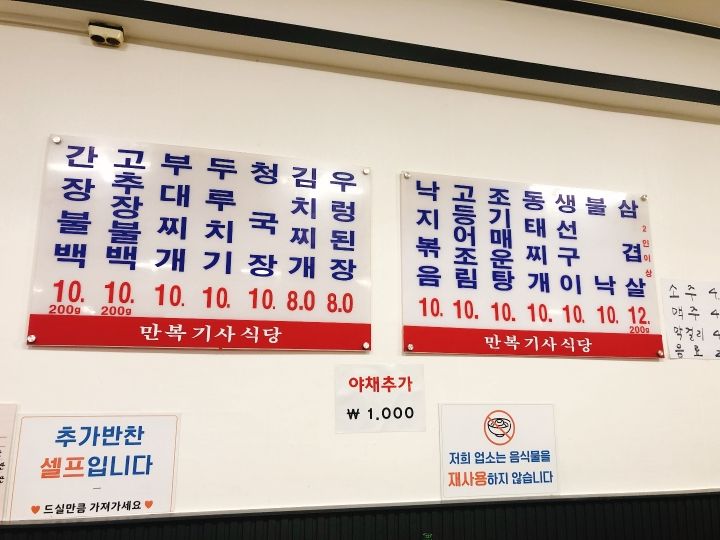 간장불백 10. 200g
고추장불백 10. 200g
부대찌개 10.
두루치기 10.
청국장 10
김치찌개 8.0
우렁된장 8.0
만복기사식당
낙지볶음 10.
고등어조림 10.
조기매운탕 10.
동태찌개 10.
생선구이 10.
불낙 10.
삼겹살 2인이상 12. 200g
만복기사식당
소주 4.
맥주 4
막걸리 4
음료
야채추가
₩ 1,000
추가반찬
셀프입니다
드실만큼 가져가세요
저희 업소는 음식물을
재사용하지 않습니다